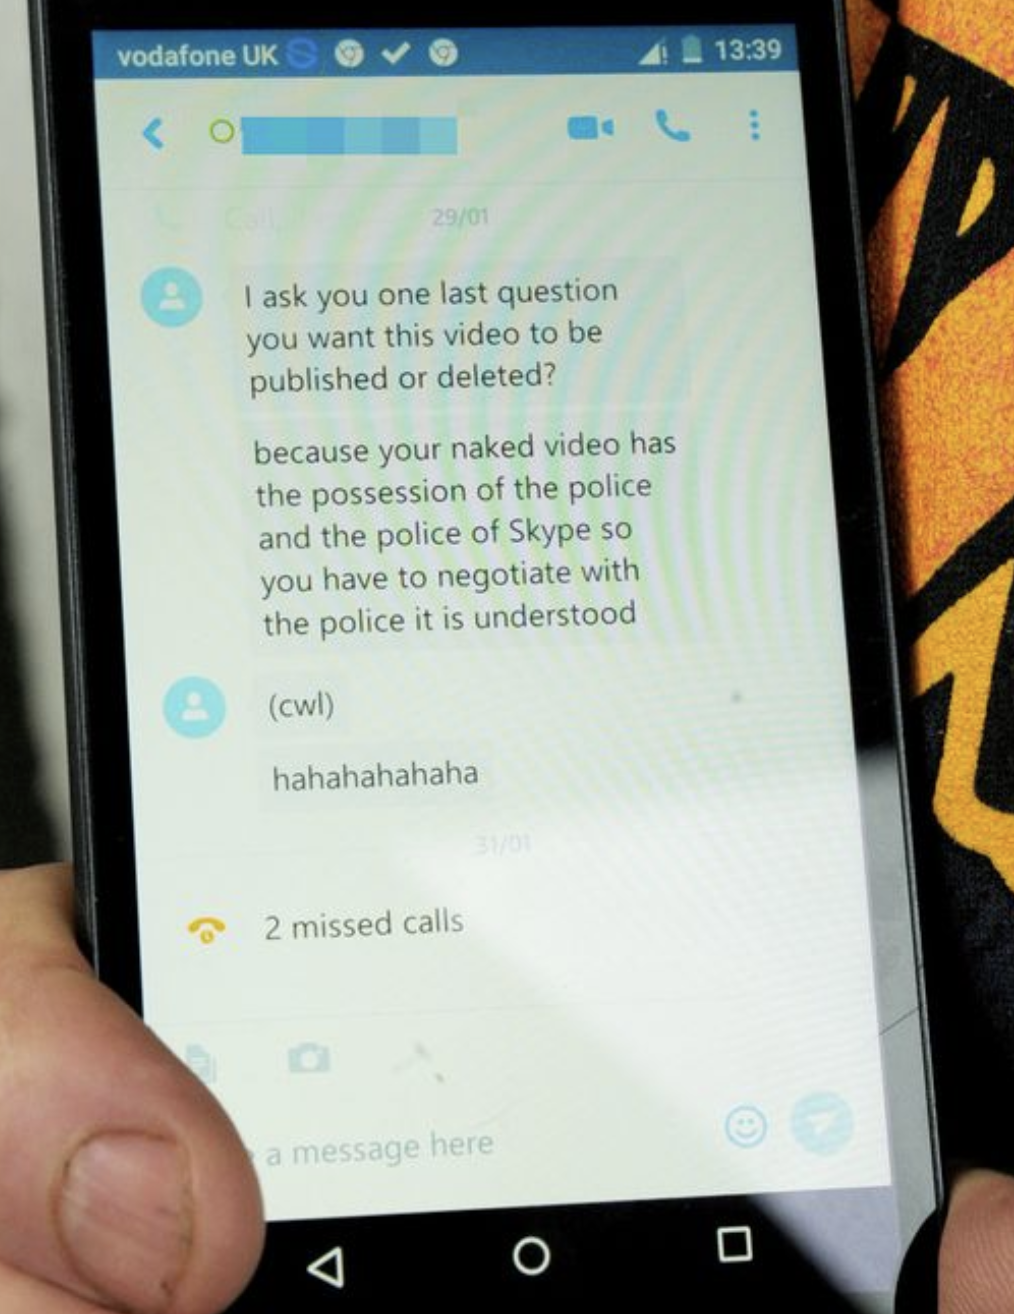 vodafone UK
13:39
Call
29/01
I ask you one last question
you want this video to be
published or deleted?
because your naked video has
the possession of the police
and the police of Skype so
you have to negotiate with
the police it is understood
(cwl)
hahahahahaha
31/01
2 missed calls
a message here